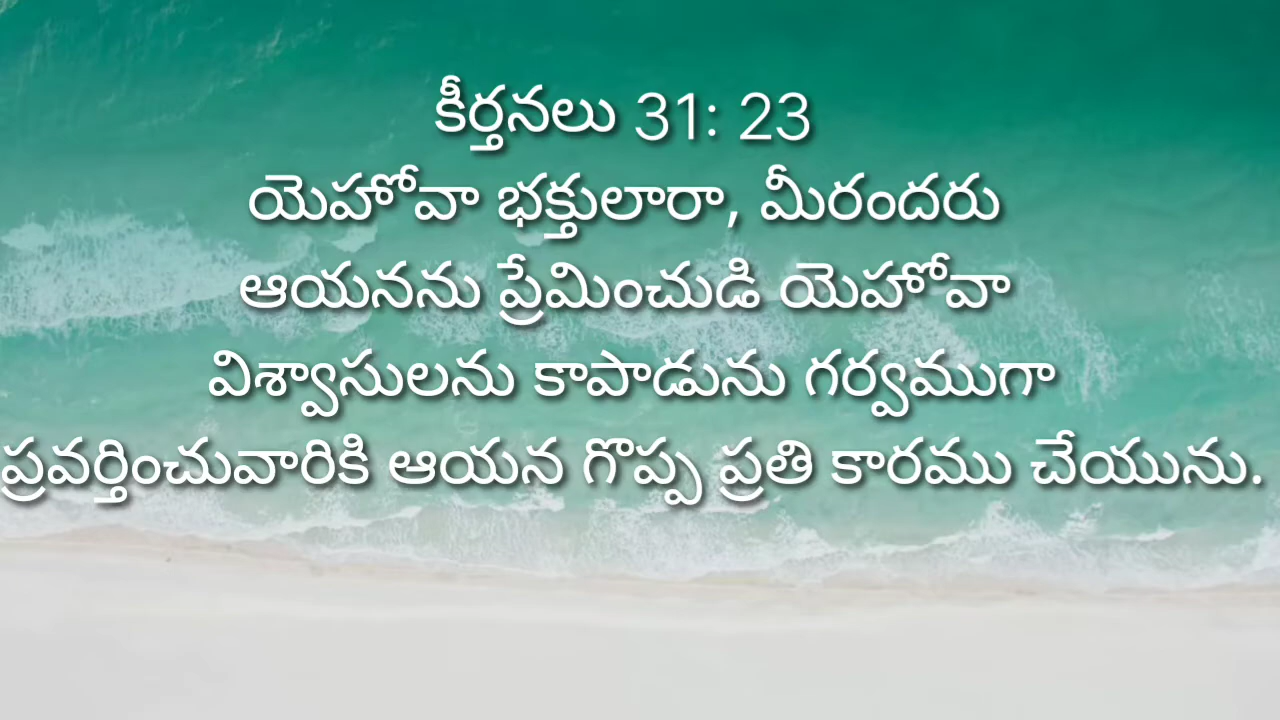 కీర్తనలు 31: 23
యెహోవా భక్తులారా, మీరందరు
ఆయనను ప్రేమించుడి యెహోవా
విశ్వాసులను కాపాడును గర్వముగా
ప్రవర్తించువారికి ఆయన గొప్ప ప్రతి కారము చేయును.